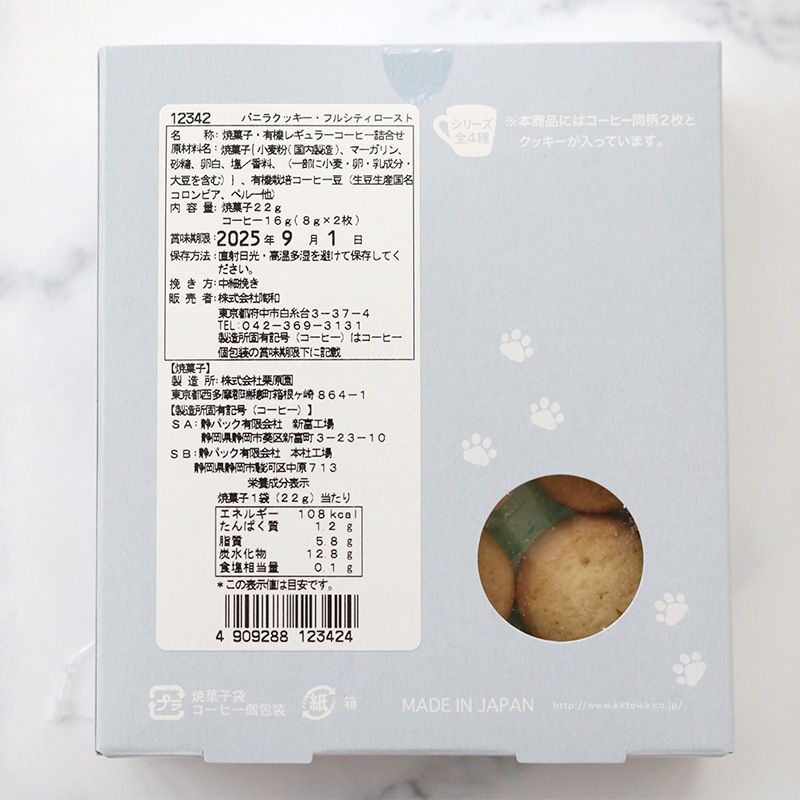 12342 バニラクッキー・フルシティロースト
名 称:焼菓子・有機レギュラーコーヒー詰合せ
原材料名:焼菓子{小麦粉(国内製造)、マーガリン、
砂糖、卵白、塩/香料、(一部に小麦・卵・乳成分・
大豆を含む)}、有機栽培コーヒー豆(生豆生産国名
コロンビア、ペルー他)
内 容 量:焼菓子22g
コーヒー16g(8g×2枚)
賞味期限:2025年 9 月 1 日
保存方法:直射日光・高温多湿を避けて保存してく
ださい。
挽 き 方:中細挽き
販 売 者:株式会社陶和
東京都府中市白糸台3-37-4
TEL:042-369-3131
製造所固有記号(コーヒー)はコーヒー
個包装の賞味期限下に記載
【焼菓子】
製 造 所:株式会社栗原園
東京都西多摩郡瑞穂町箱根ヶ崎864-1
【製造所固有記号(コーヒー)】
SA:静パック有限会社 新富工場
静岡県静岡市葵区新富町3-23-10
SB:静パック有限会社 本社工場
静岡県静岡市駿河区中原713
栄養成分表示
焼菓子1袋(22g)当たり
エネルギー 108kcal
たんぱく質 1.2 g
脂質 5.8 g
炭水化物 12.8 g
食塩相当量 0.1 g
*この表示値は目安です。
4 909288 123424
シリーズ
全4種
※本商品にはコーヒー同柄2枚と
クッキーが入っています。
プラ
焼菓子袋
コーヒー個包装
紙
箱
MADE IN JAPAN
http://www.kktowa.co.jp/